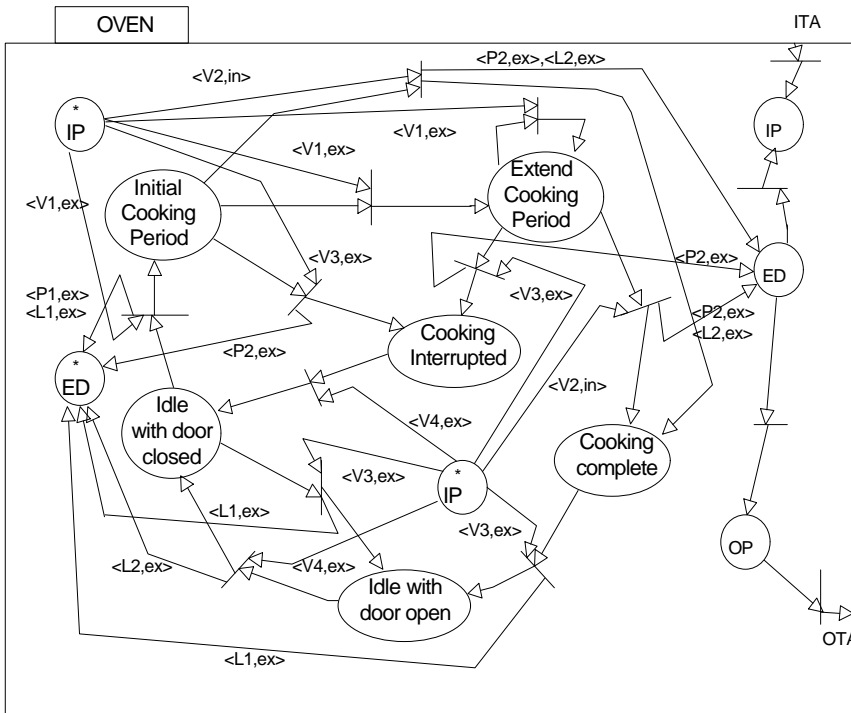 OVEN
ITA
<P2,ex>,<L2,ex>
<V2,in>
*
IP
<V1,ex>
IP
<V1,ex>
Initial
Cooking
Period
Extend
Cooking
Period
<V1,ex>
<V3,ex>
<P2,ex>
ED
<P1,ex>
<L1,ex>
<V3,ex>
<P2,ex>
<L2,ex>
Cooking
Interrupted
<P2,ex>
*
ED
<V2,in>
Idle
with door
closed
<V4,ex>
Cooking
complete
<V3,ex>
*
IP
<L1,ex>
<V3,ex>
OP
<L2,ex>
<V4,ex>
Idle with
door open
OTA
<L1,ex>